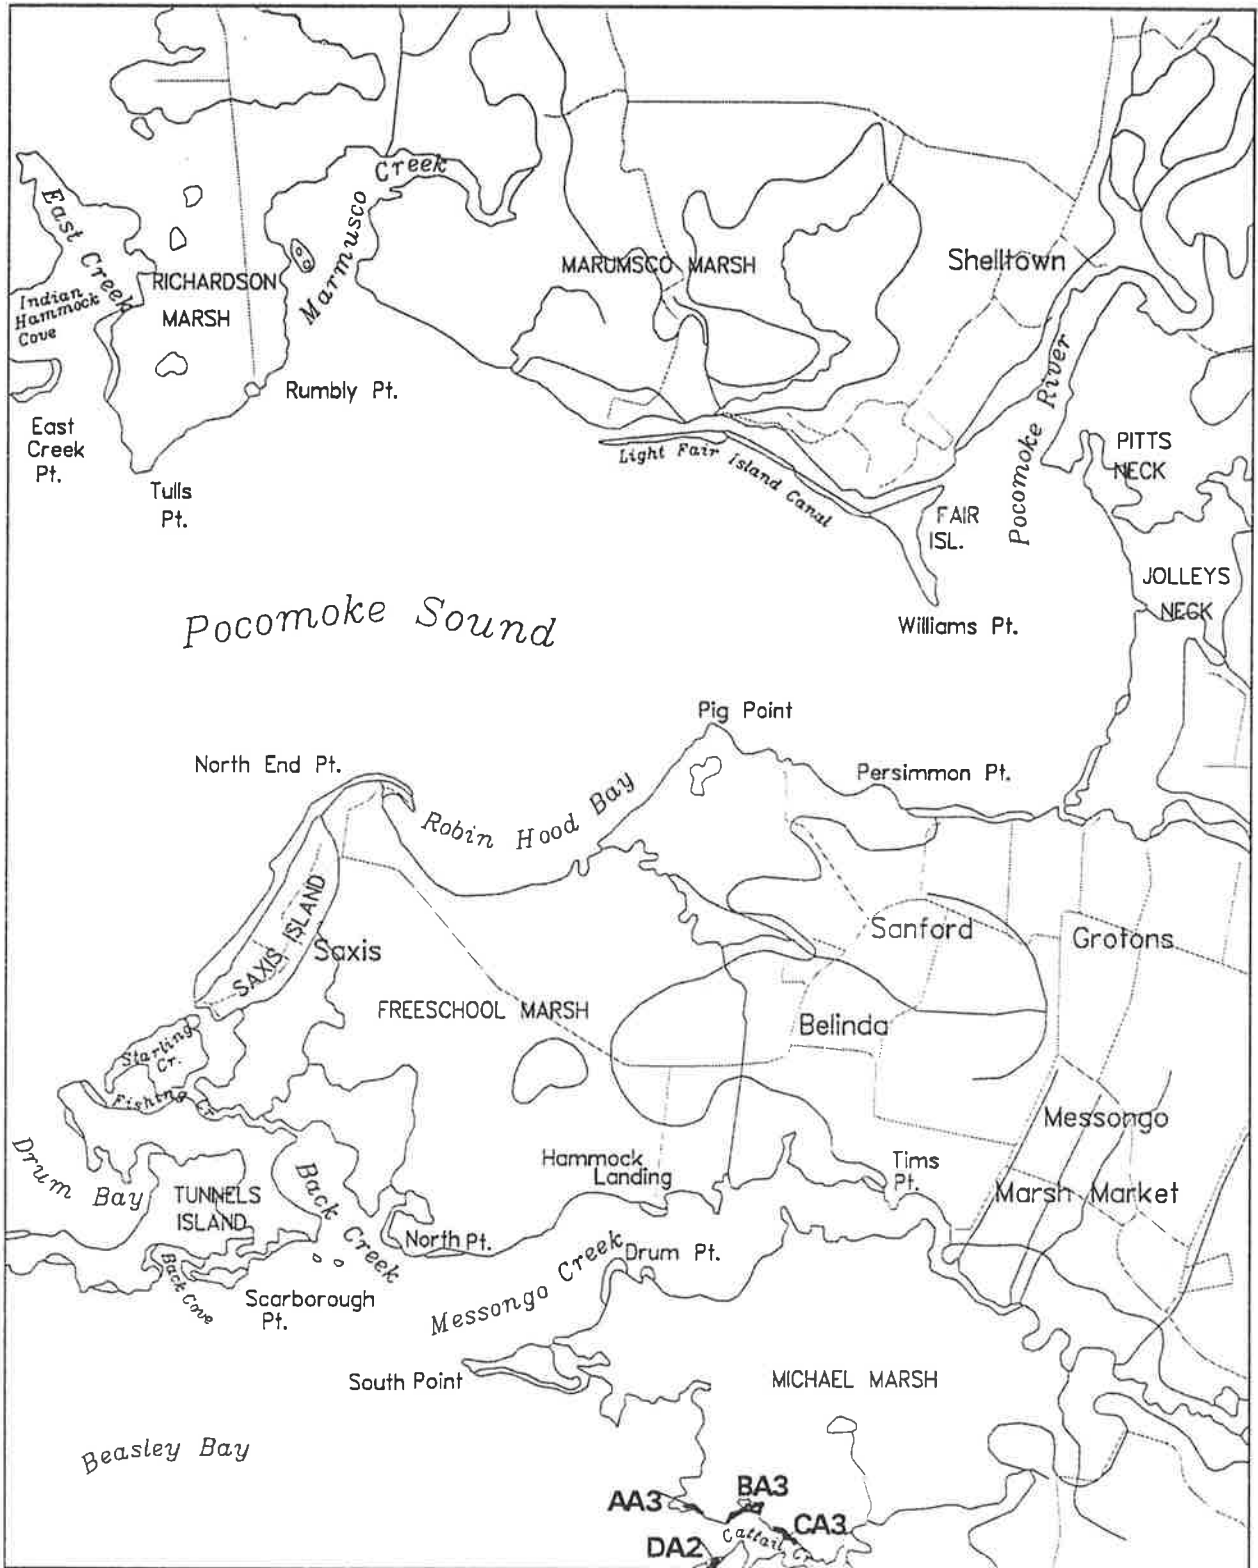 Creek
Marmusco
East Creek
RICHARDSON
MARSH
Indian
Hammock
Cove
East
Creek
Pt.
Tulls
Pt.
Rumbly Pt.
MARUMSCO MARSH
Shelltown
Pocomoke River
PITTS
NECK
Light Fair Island Canal
FAIR
ISL.
JOLLEYS
NECK
Williams Pt.
Pocomoke Sound
Pig Point
North End Pt.
Persimmon Pt.
Robin Hood Bay
SAXIS ISLAND
Saxis
Sanford
Grotons
FREESCHOOL MARSH
Belinda
Starling
Cr.
Fishing Cr.
Messongo
Drum Bay
TUNNELS
ISLAND
Back Creek
Hammock
Landing
Tims
Pt.
Marsh Market
North Pt.
Back Cove
Scarborough
Pt.
Messongo Creek
Drum Pt.
South Point
MICHAEL MARSH
Beasley Bay
AA3
BA3
CA3
Cattail Cr.
DA2